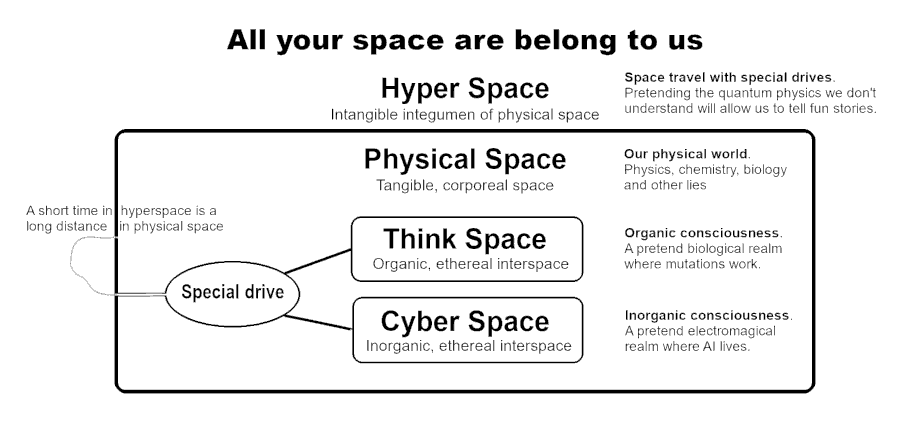 All your space are belong to us
Hyper Space
Intangible integumen of physical space
Space travel with special drives.
Pretending the quantum physics we don't
understand will allow us to tell fun stories.
Physical Space
Tangible, corporeal space
Our physical world.
Physics, chemistry, biology
and other lies
A short time in hyperspace is a
long distance in physical space
Think Space
Organic, ethereal interspace
Organic consciousness.
A pretend biological realm
where mutations work.
Special drive
Cyber Space
Inorganic, ethereal interspace
Inorganic consciousness.
A pretend electromagical
realm where AI lives.